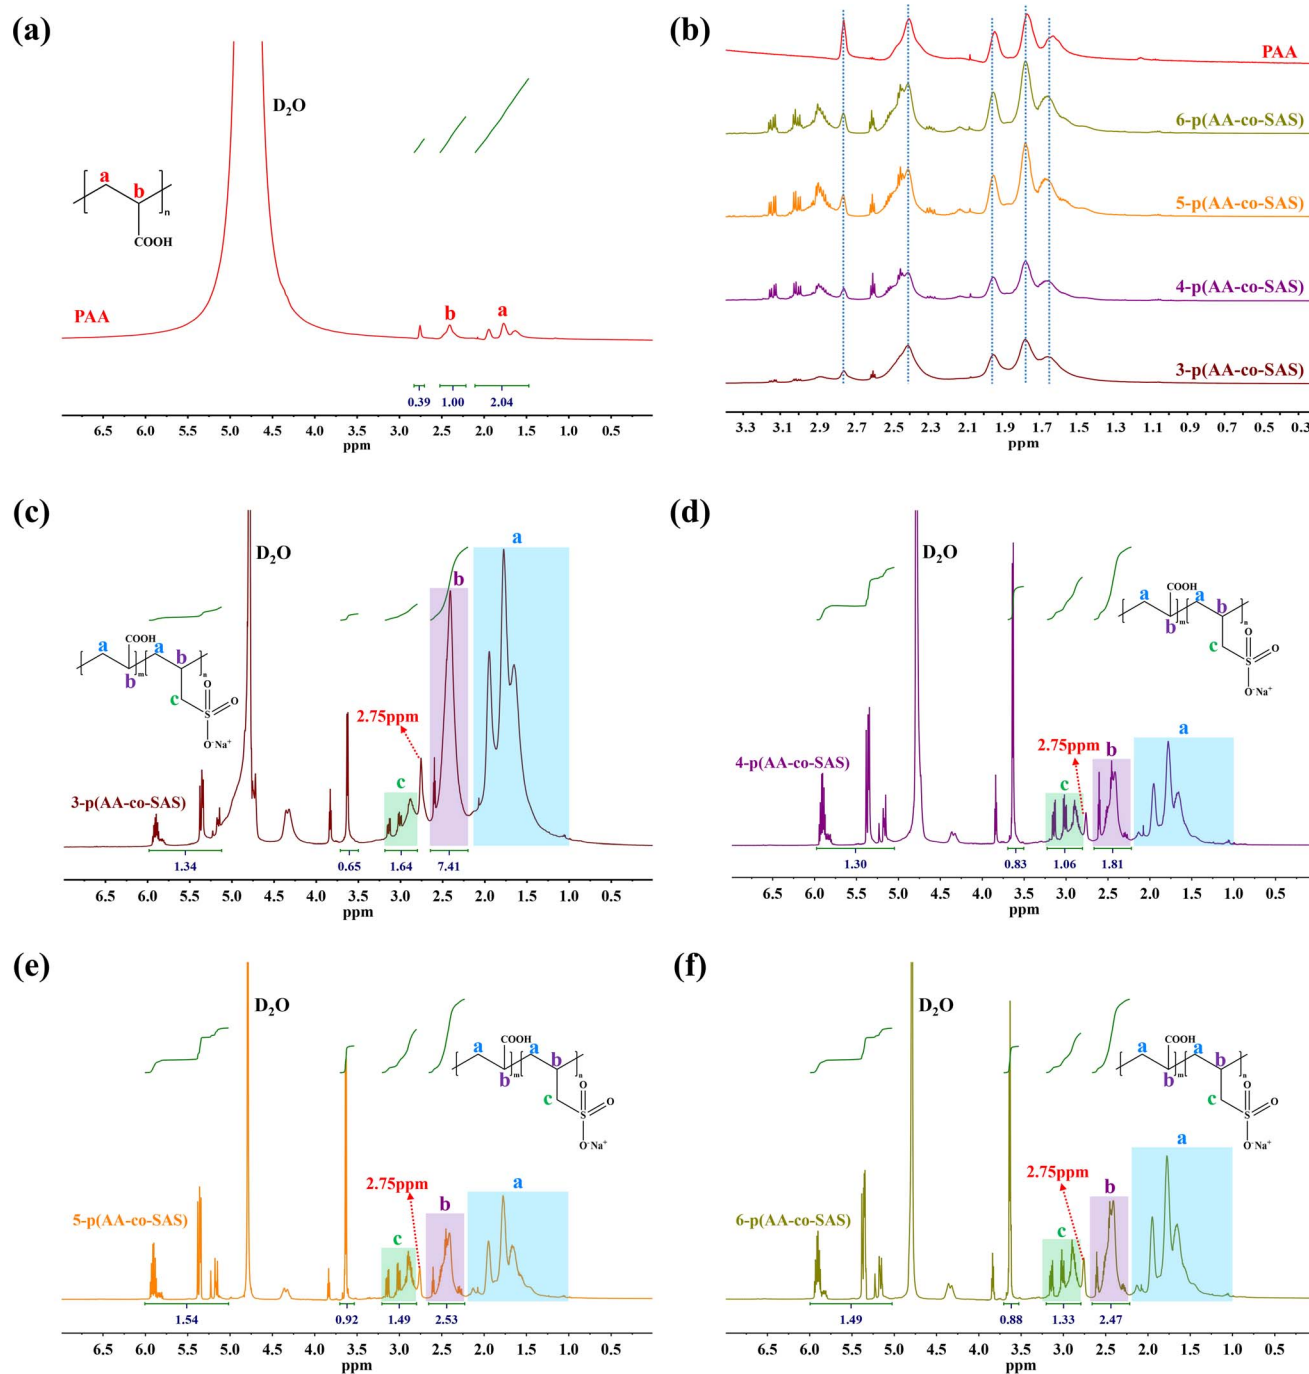 (a)
D₂O
a
b
n
COOH
PAA
b
a
0.39 1.00 2.04
6.5 6.0 5.5 5.0 4.5 4.0 3.5 3.0 2.5 2.0 1.5 1.0 0.5
ppm
(b)
PAA
6-p(AA-co-SAS)
5-p(AA-co-SAS)
4-p(AA-co-SAS)
3-p(AA-co-SAS)
3.3 3.1 2.9 2.7 2.5 2.3 2.1 1.9 1.7 1.5 1.3 1.1 0.9 0.7 0.5 0.3
ppm
(c)
D₂O
a
b
COOH
a a
b
m n
b
c
O
S O
O⁻Na⁺
2.75ppm
c
3-p(AA-co-SAS)
1.34 0.65 1.64 7.41
6.5 6.0 5.5 5.0 4.5 4.0 3.5 3.0 2.5 2.0 1.5 1.0 0.5
ppm
(d)
D₂O
COOH
a a
b
m n
b
c
O
S O
O⁻Na⁺
a
2.75ppm
b
c
4-p(AA-co-SAS)
1.30 0.83 1.06 1.81
6.5 6.0 5.5 5.0 4.5 4.0 3.5 3.0 2.5 2.0 1.5 1.0 0.5
ppm
(e)
D₂O
COOH
a a
b
m n
b
c
O
S O
O⁻Na⁺
a
2.75ppm
b
c
5-p(AA-co-SAS)
1.54 0.92 1.49 2.53
6.5 6.0 5.5 5.0 4.5 4.0 3.5 3.0 2.5 2.0 1.5 1.0 0.5
ppm
(f)
D₂O
COOH
a a
b
m n
b
c
O
S O
O⁻Na⁺
a
2.75ppm
b
c
6-p(AA-co-SAS)
1.49 0.88 1.33 2.47
6.5 6.0 5.5 5.0 4.5 4.0 3.5 3.0 2.5 2.0 1.5 1.0 0.5
ppm